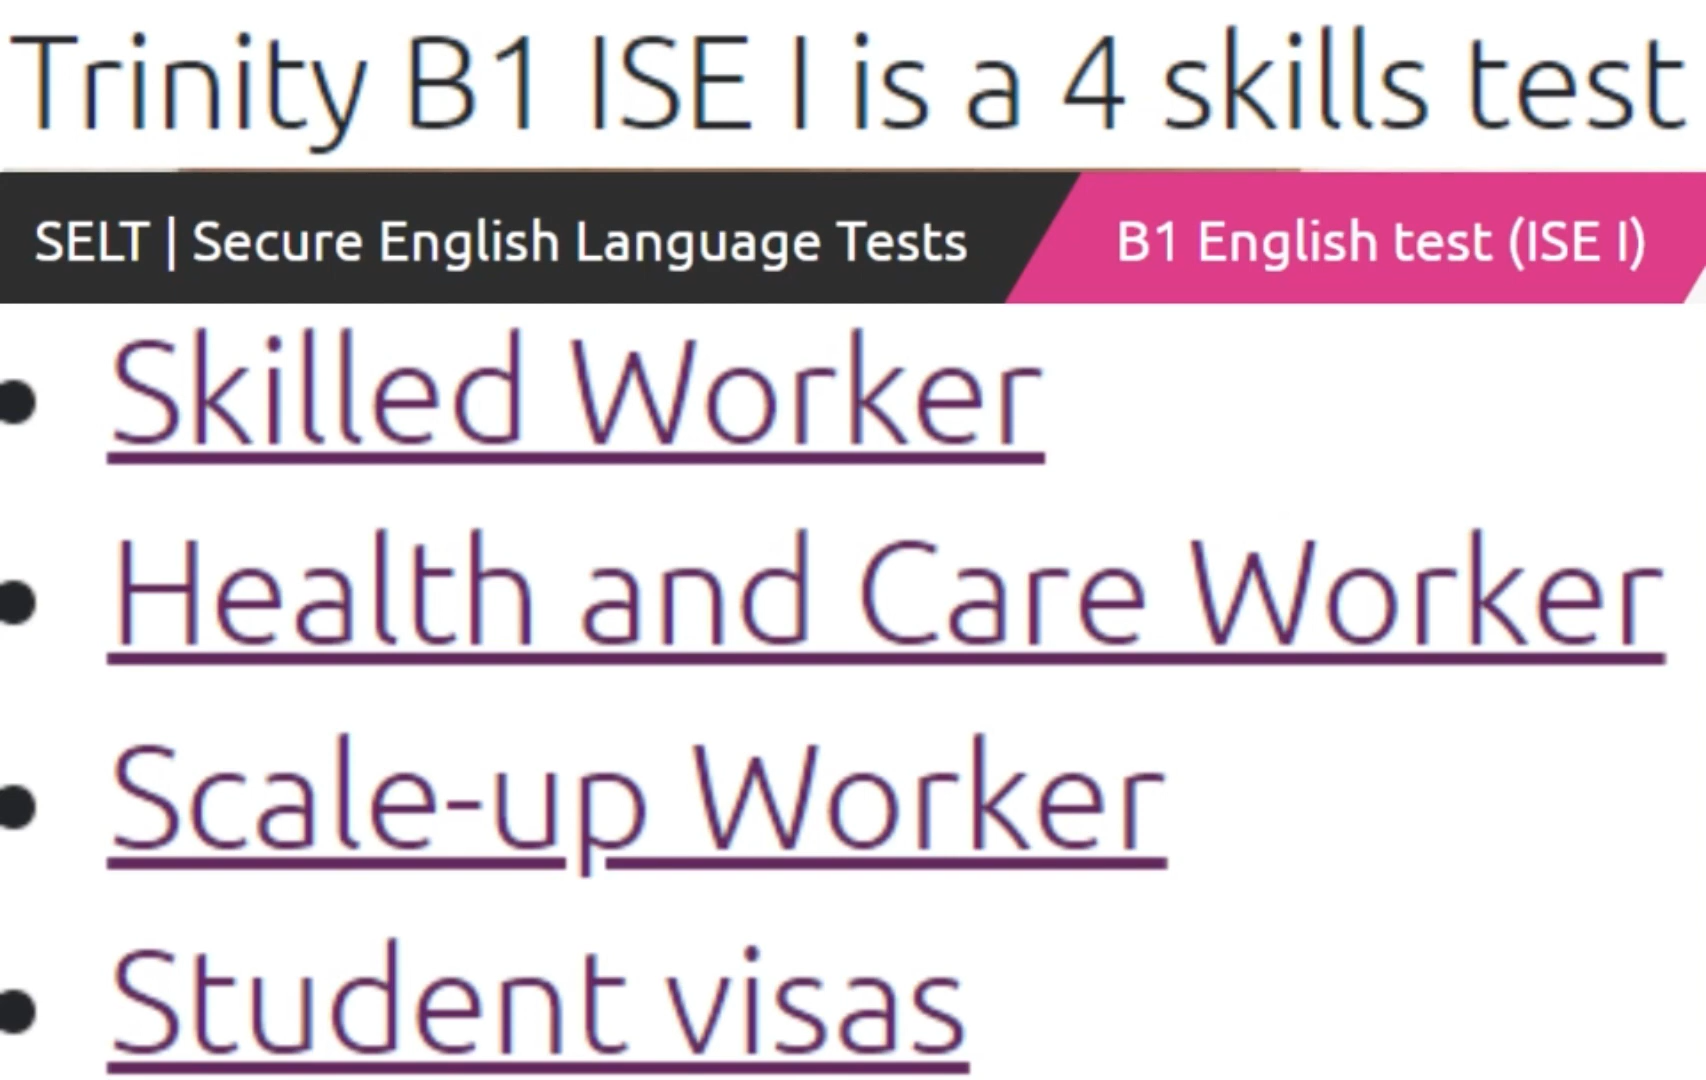 Trinity B1 ISE I is a 4 skills test
SELT | Secure English Language Tests B1 English test (ISE I)
• Skilled Worker
• Health and Care Worker
• Scale-up Worker
• Student visas